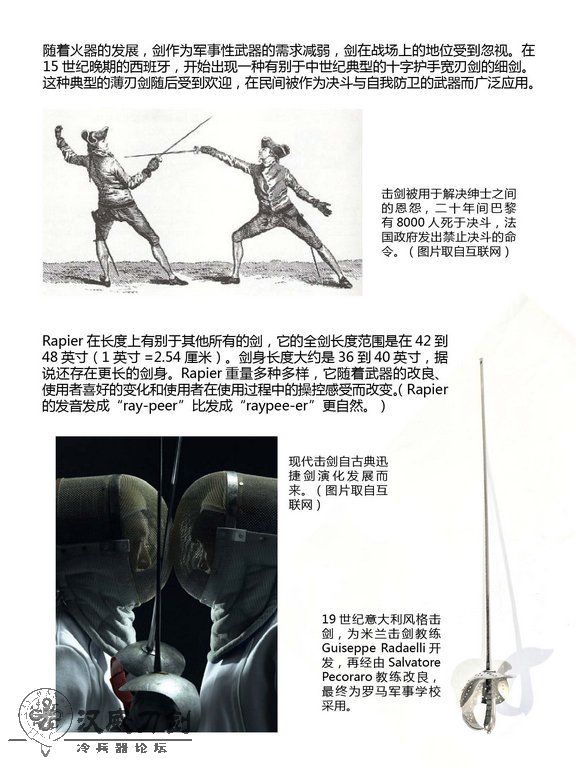 随着火器的发展，剑作为军事性武器的需求减弱，剑在战场上的地位受到忽视。在
15 世纪晚期的西班牙，开始出现一种有别于中世纪典型的十字护手宽刃剑的细剑。
这种典型的薄刃剑随后受到欢迎，在民间被作为决斗与自我防卫的武器而广泛应用。
击剑被用于解决绅士之间
的恩怨，二十年间巴黎
有 8000 人死于决斗，法
国政府发出禁止决斗的命
令。（图片取自互联网）
Rapier 在长度上有别于其他所有的剑，它的全剑长度范围是在 42 到
48 英寸（1 英寸 =2.54 厘米）。剑身长度大约是 36 到 40 英寸，据
说还存在更长的剑身。Rapier 重量多种多样，它随着武器的改良、
使用者喜好的变化和使用者在使用过程中的操控感受而改变。（Rapier
的发音发成“ray-peer”比发成“raypee-er”更自然。）
现代击剑自古典迅
捷剑演化发展而
来。（图片取自互
联网）
19 世纪意大利风格击
剑，为米兰击剑教练
Guiseppe Radaelli 开
发，再经由 Salvatore
Pecoraro 教练改良，
最终为罗马军事学校
采用。
汉威刀剑
冷兵器论坛